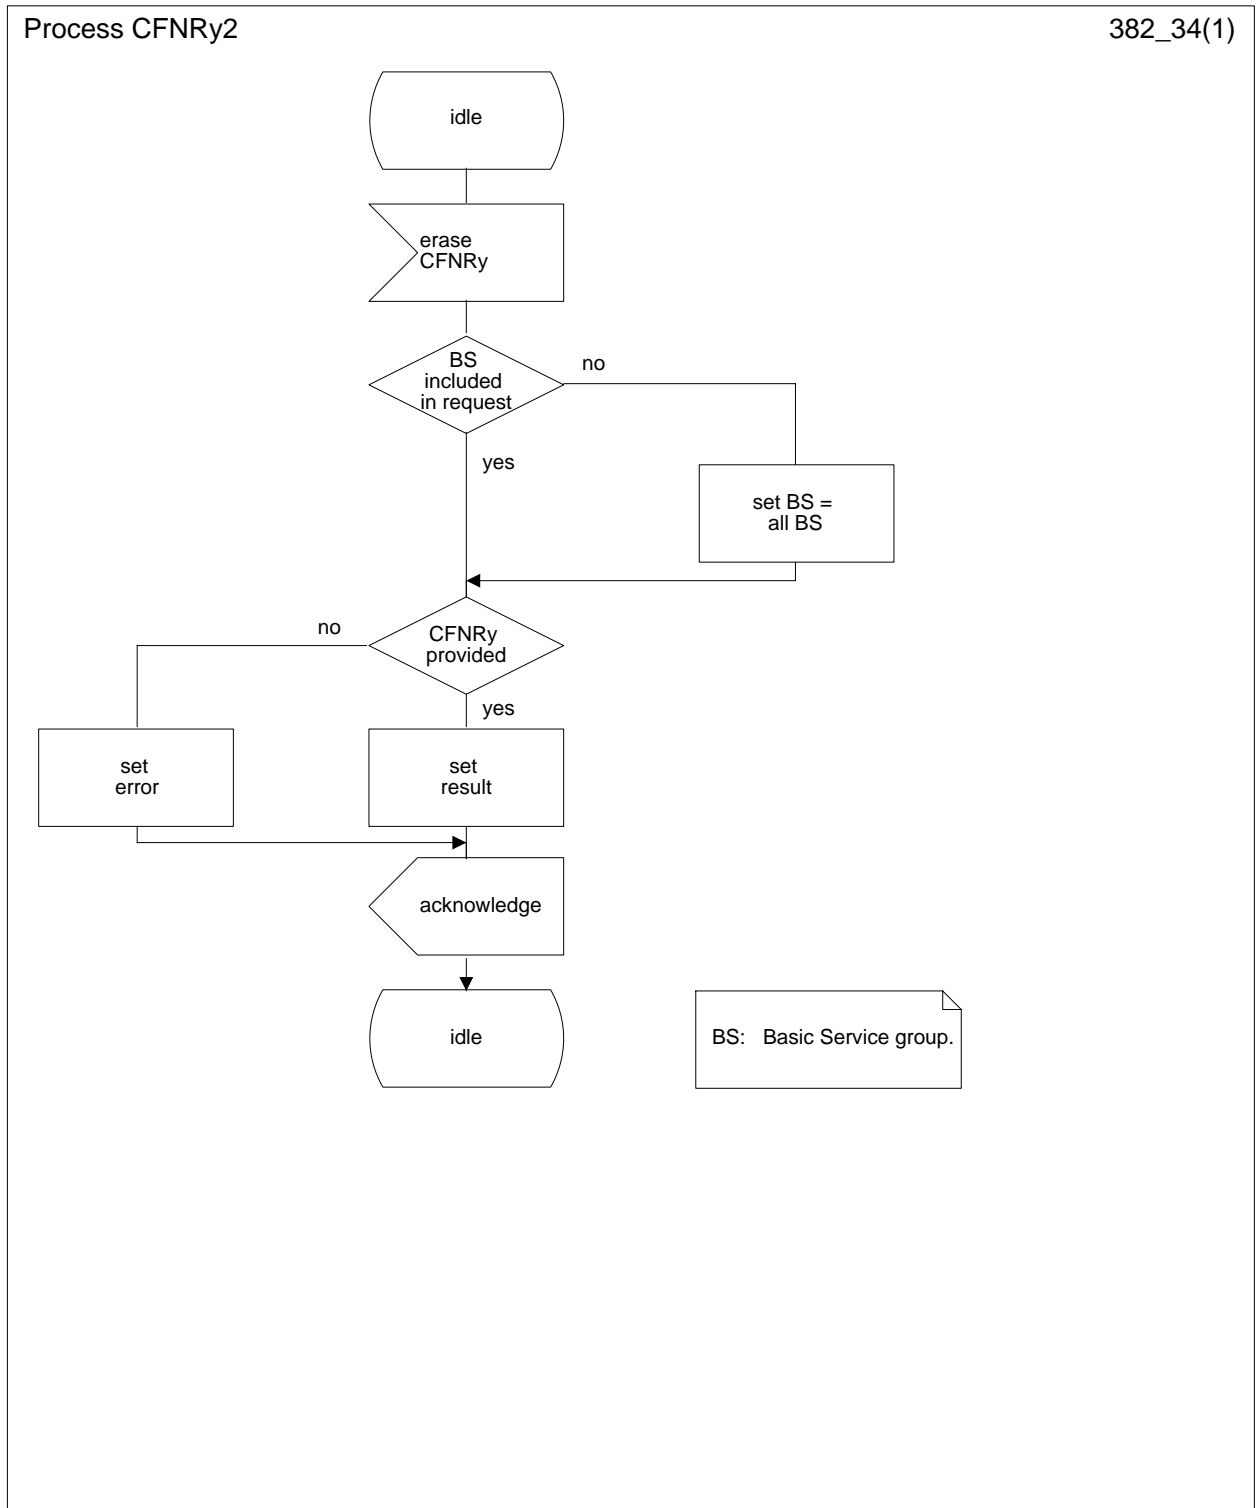 Process CFNRy2
382_34(1)
idle
erase
CFNRy
BS
included
in request
no
yes
set BS =
all BS
no
CFNRy
provided
yes
set
error
set
result
acknowledge
idle
BS: Basic Service group.